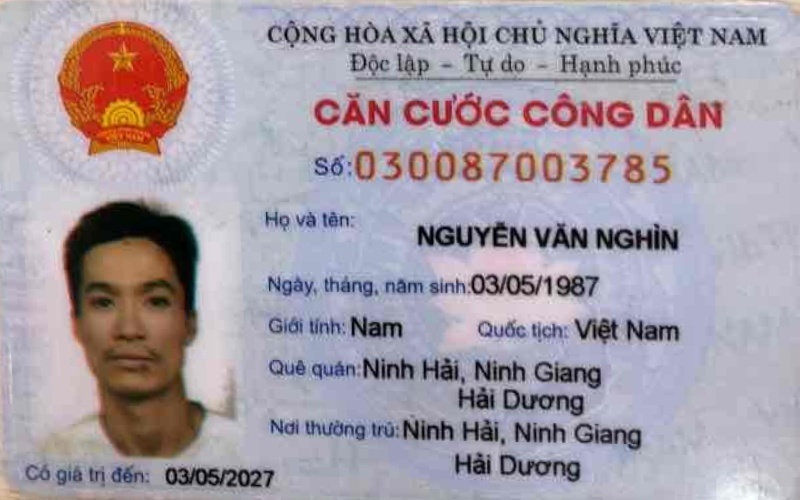 CỘNG HÒA XÃ HỘI CHỦ NGHĨA VIỆT NAM
Độc lập - Tự do - Hạnh phúc
CĂN CƯỚC CÔNG DÂN
Số: 030087003785
Họ và tên:
NGUYỄN VĂN NGHÌN
Ngày, tháng, năm sinh: 03/05/1987
Giới tính: Nam Quốc tịch: Việt Nam
Quê quán: Ninh Hải, Ninh Giang
Hải Dương
Nơi thường trú: Ninh Hải, Ninh Giang
Hải Dương
Có giá trị đến: 03/05/2027
VIỆT NAM